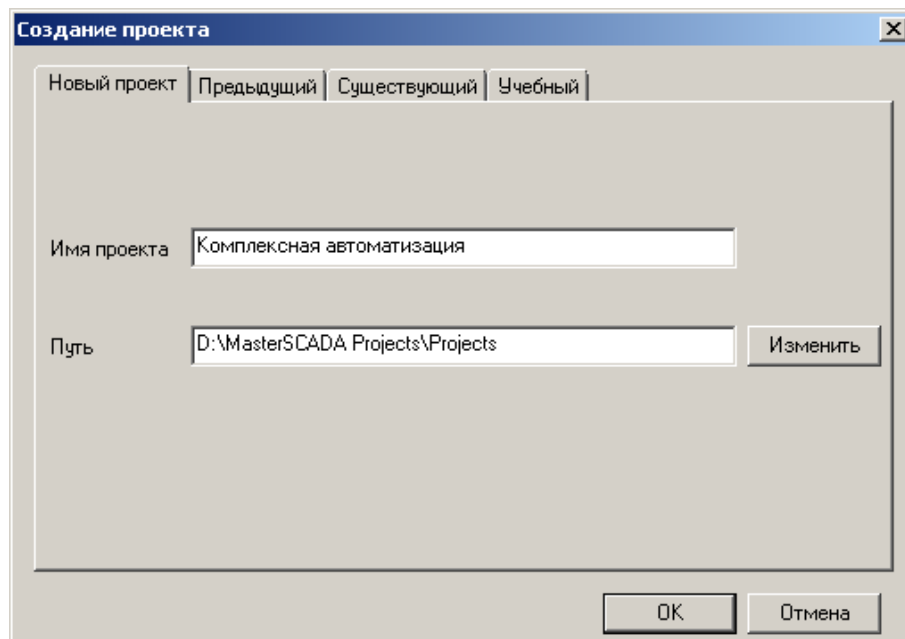 Создание проекта
Новый проект Предыдущий Существующий Учебный
Имя проекта Комплексная автоматизация
Путь D:\MasterSCADA Projects\Projects Изменить
OK Отмена